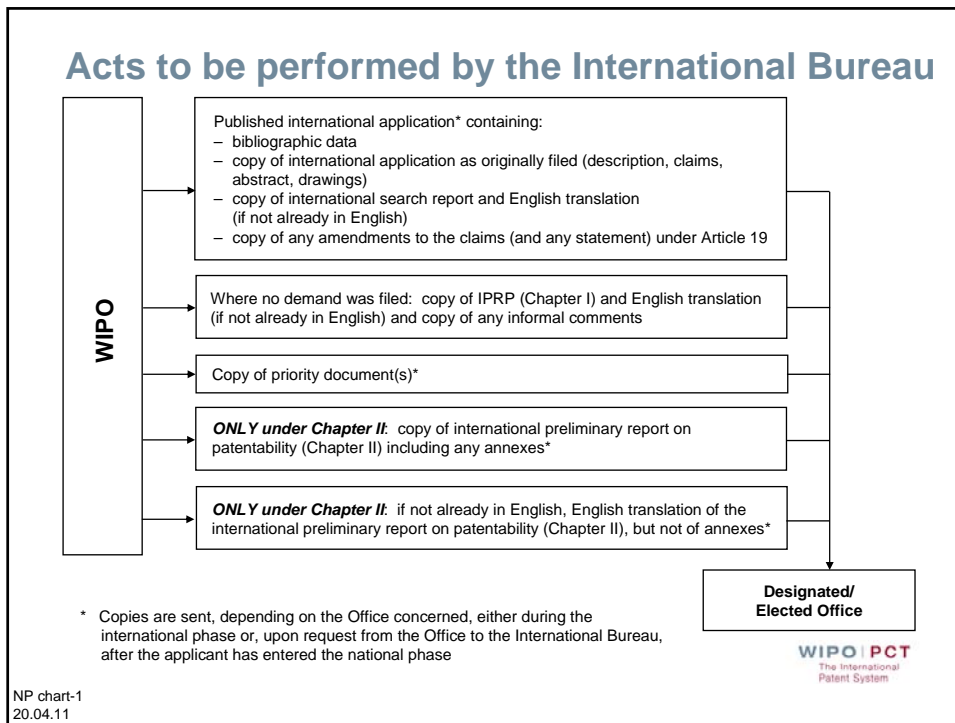 Acts to be performed by the International Bureau
WIPO
Published international application* containing:
– bibliographic data
– copy of international application as originally filed (description, claims,
abstract, drawings)
– copy of international search report and English translation
(if not already in English)
– copy of any amendments to the claims (and any statement) under Article 19
Where no demand was filed: copy of IPRP (Chapter I) and English translation
(if not already in English) and copy of any informal comments
Copy of priority document(s)*
ONLY under Chapter II: copy of international preliminary report on
patentability (Chapter II) including any annexes*
ONLY under Chapter II: if not already in English, English translation of the
international preliminary report on patentability (Chapter II), but not of annexes*
Designated/
Elected Office
* Copies are sent, depending on the Office concerned, either during the
international phase or, upon request from the Office to the International Bureau,
after the applicant has entered the national phase
WIPO|PCT
The International
Patent System
NP chart-1
20.04.11